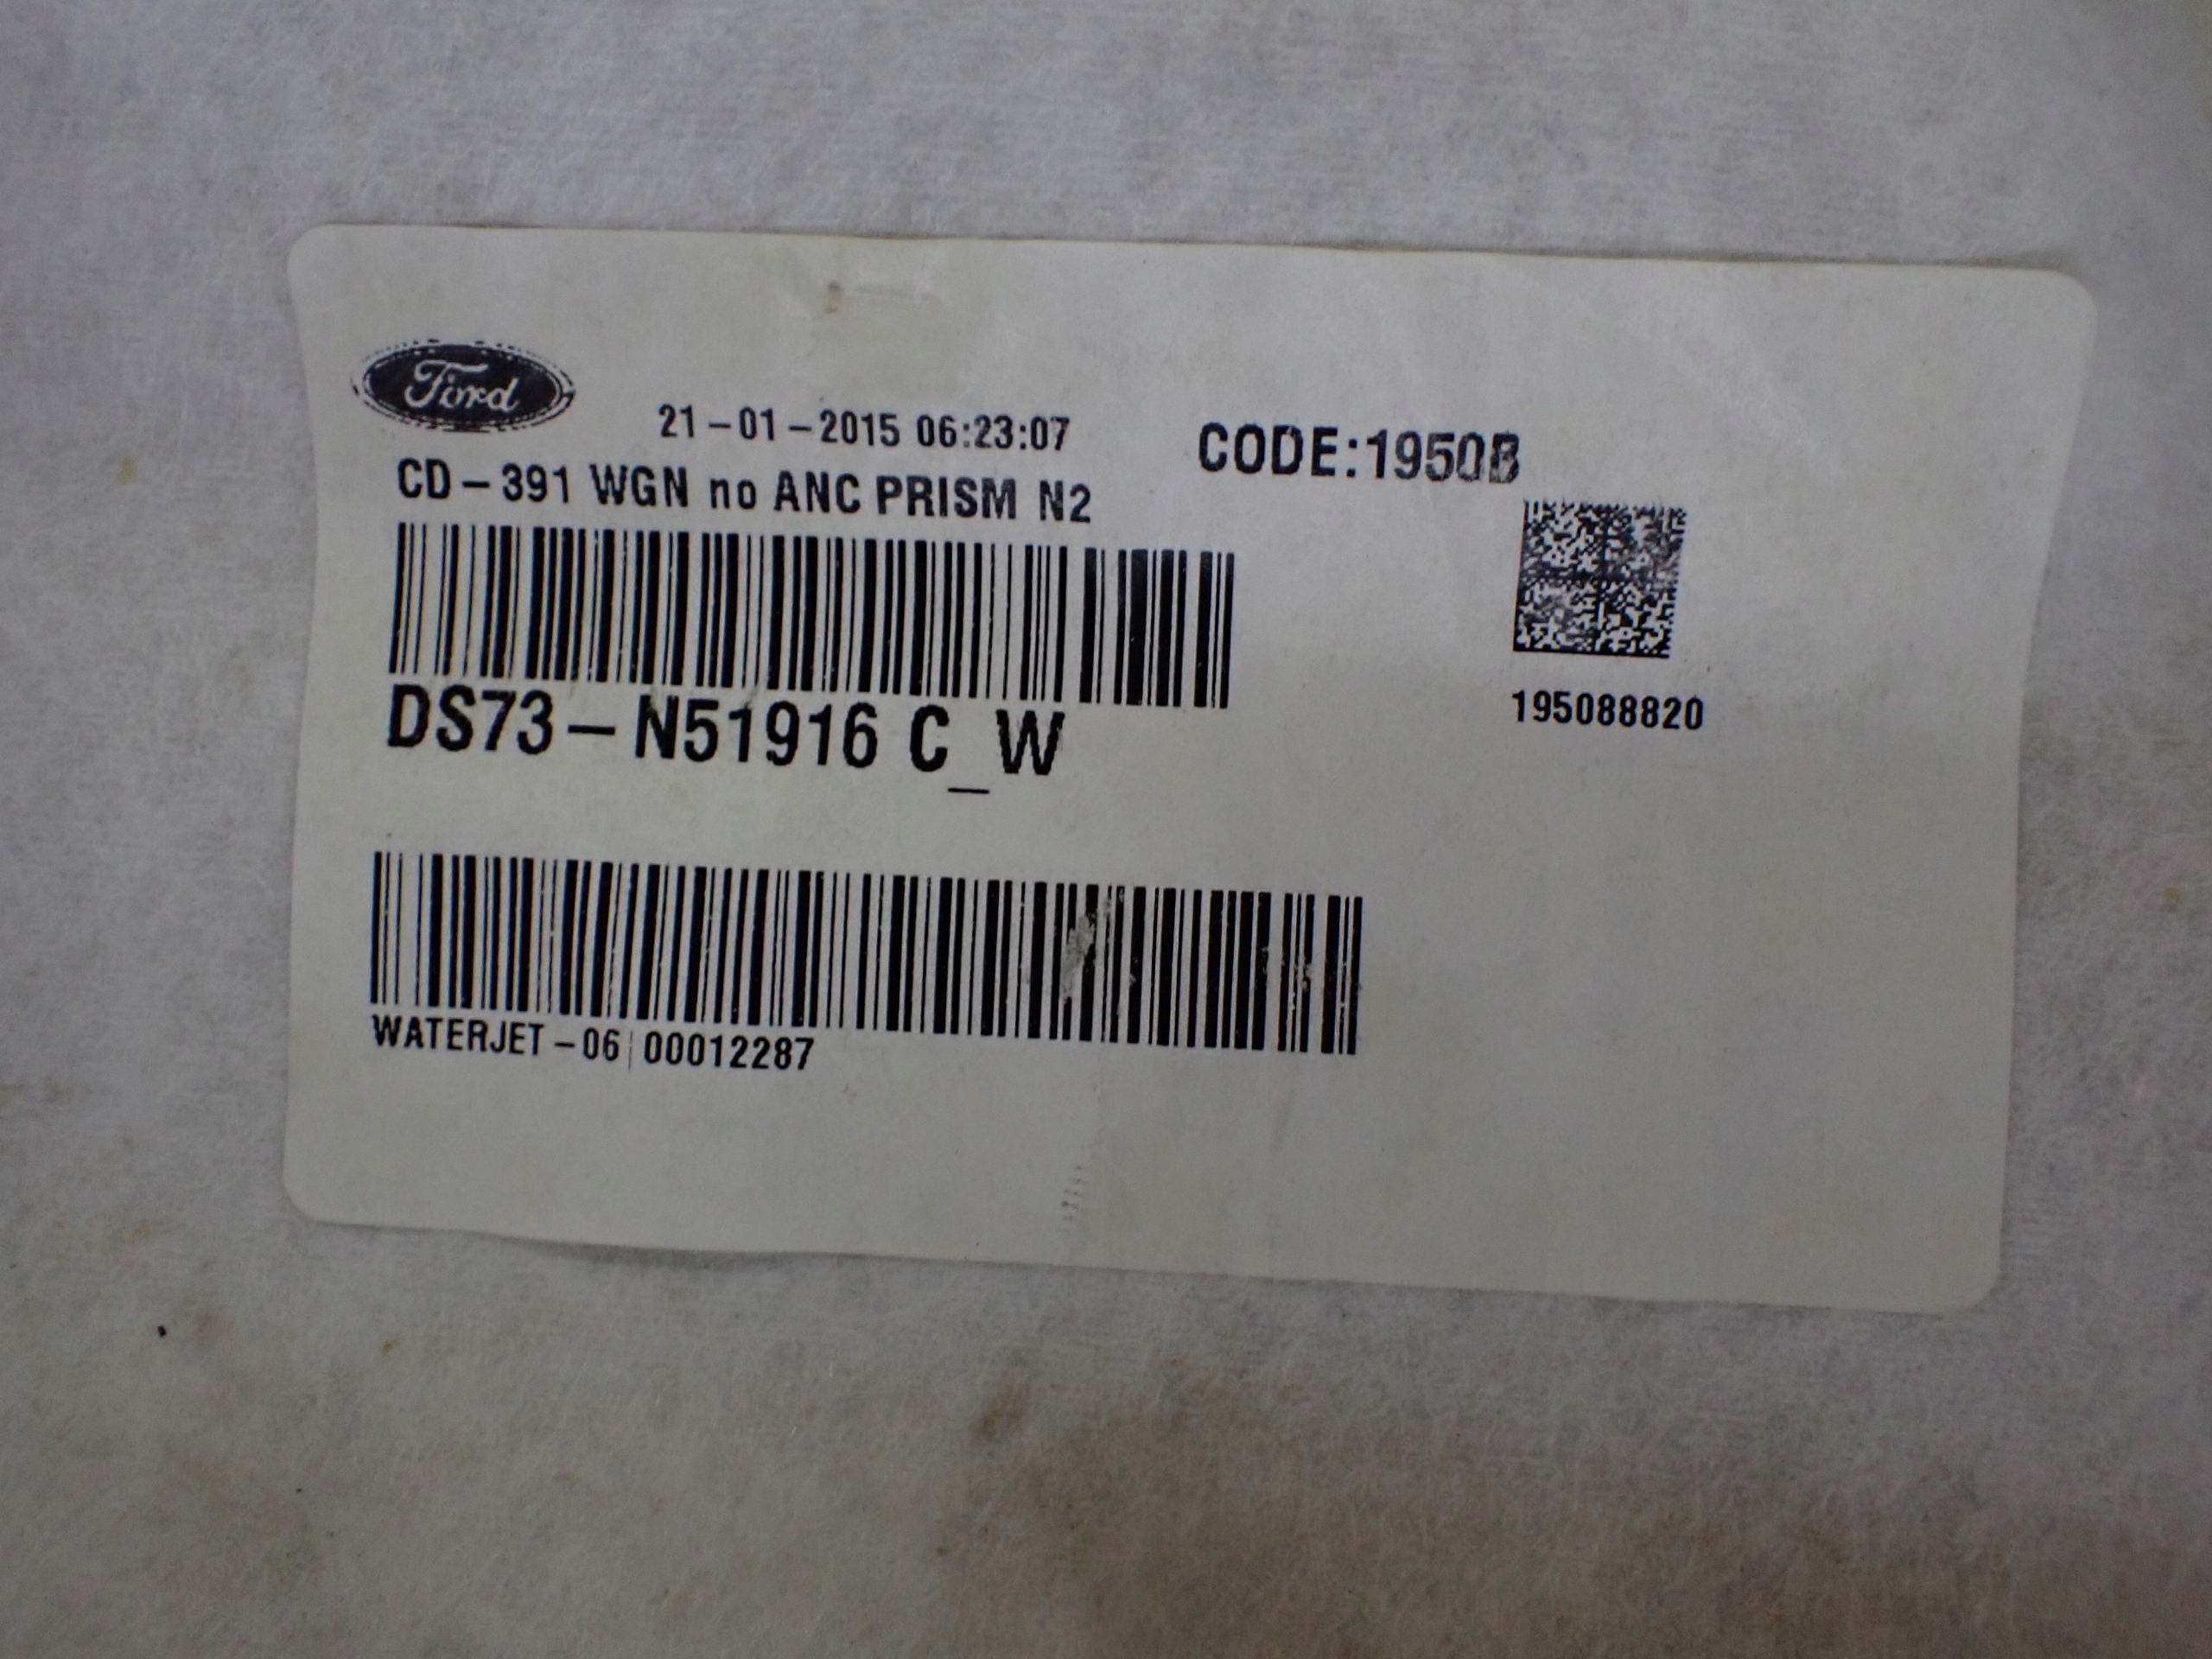 Ford
21-01-2015 06:23:07
CODE:1950B
CD-391 WGN no ANC PRISM N2
DS73-N51916 C_W
195088820
WATERJET-06|00012287